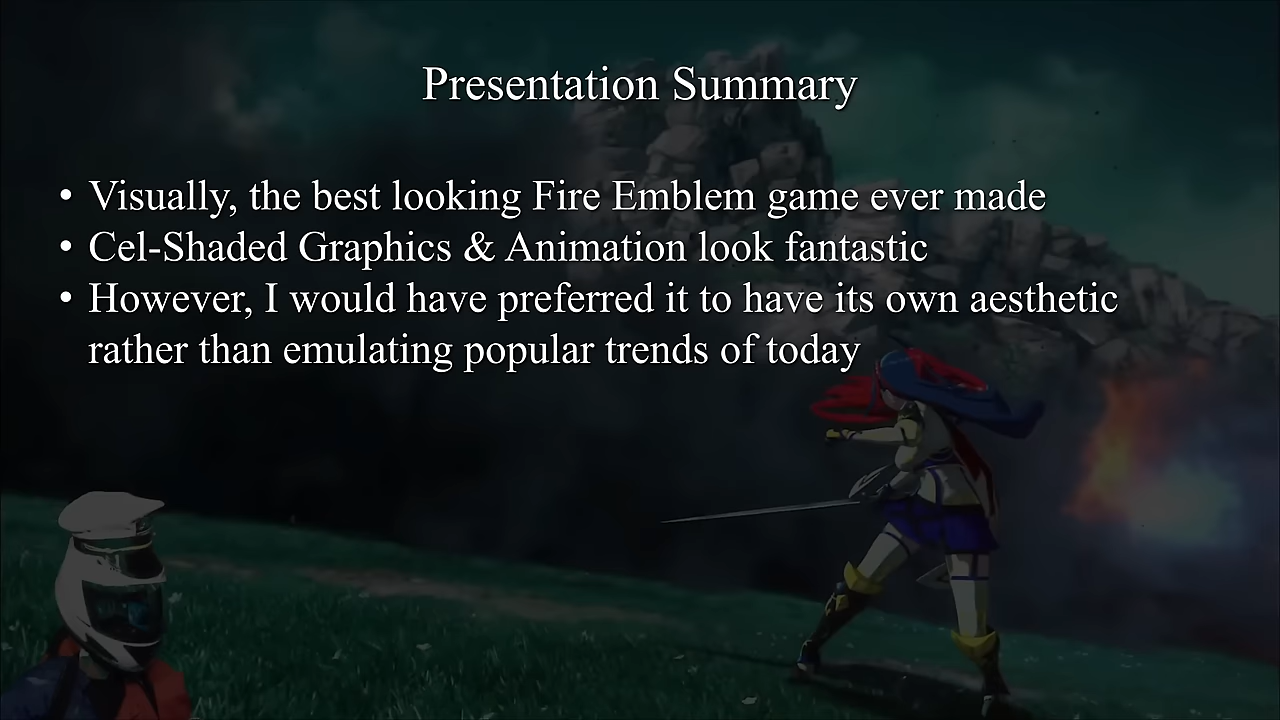 Presentation Summary
• Visually, the best looking Fire Emblem game ever made
• Cel-Shaded Graphics & Animation look fantastic
• However, I would have preferred it to have its own aesthetic
rather than emulating popular trends of today